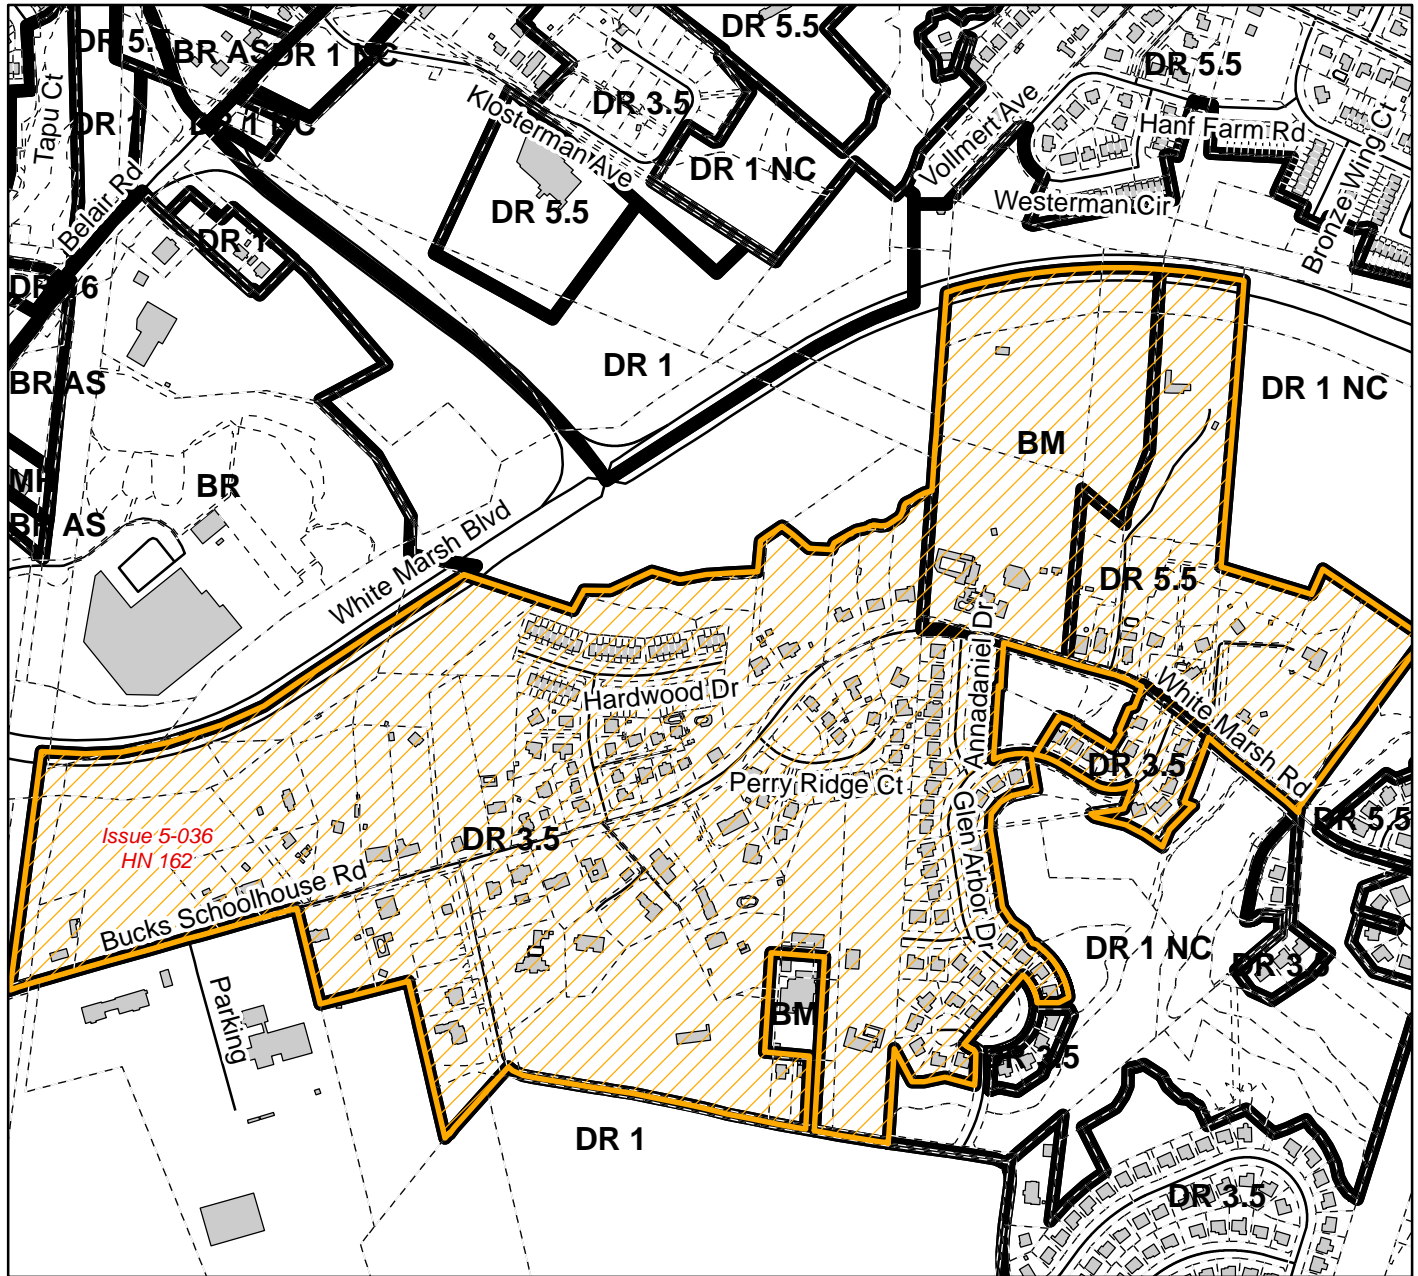 DR 5.5
DR 5.5
BR AS
DR 1 NC
DR 5.5
Tapu Ct
DR 1
DR 1 NC
Klosterman Ave
DR 3.5
Vollmert Ave
Hanf Farm Rd
Bronze Wing Ct
DR 1 NC
Westerman Cir
Belair Rd
DR 5.5
DR 1
DR 1
DR 1 NC
BR AS
BM
BR
BR AS
White Marsh Blvd
DR 5.5
Annadaniel Dr
Hardwood Dr
White Marsh Rd
DR 3.5
Perry Ridge Ct
Glen Arbor Dr
DR 5.5
Issue 5-036
HN 162
DR 3.5
Bucks Schoolhouse Rd
DR 1 NC
DR 3.5
Parking
BM
DR 3.5
DR 1
DR 3.5